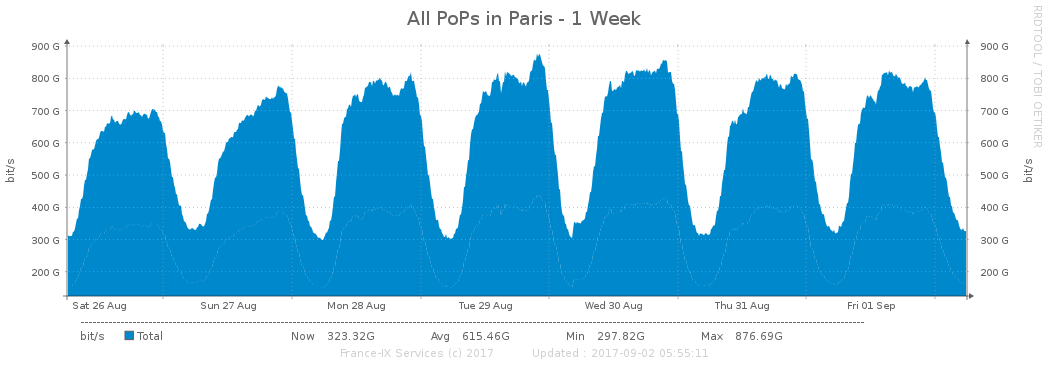 All PoPs in Paris - 1 Week
RRDTOOL / TOBI OETIKER
900 G 900 G
800 G 800 G
700 G 700 G
600 G 600 G
500 G 500 G
400 G 400 G
300 G 300 G
200 G 200 G
bit/s bit/s
Sat 26 Aug Sun 27 Aug Mon 28 Aug Tue 29 Aug Wed 30 Aug Thu 31 Aug Fri 01 Sep
bit/s Total Now 323.32G Avg 615.46G Min 297.82G Max 876.69G
France-IX Services (c) 2017 Updated : 2017-09-02 05:55:11